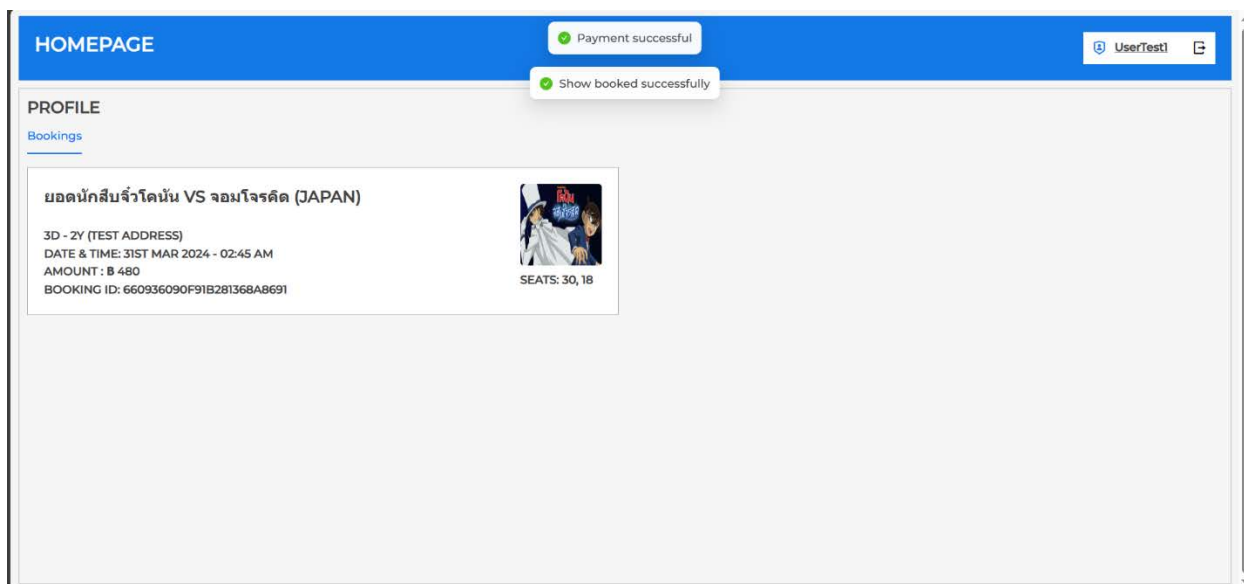 HOMEPAGE
Payment successful
UserTest1
Show booked successfully
PROFILE
Bookings
ยอดนักสืบจิ๋วโคนัน VS จอมโจรคิด (JAPAN)
3D - 2Y (TEST ADDRESS)
DATE & TIME: 31ST MAR 2024 - 02:45 AM
AMOUNT : B 480
BOOKING ID: 660936090F91B281368A8691
SEATS: 30, 18